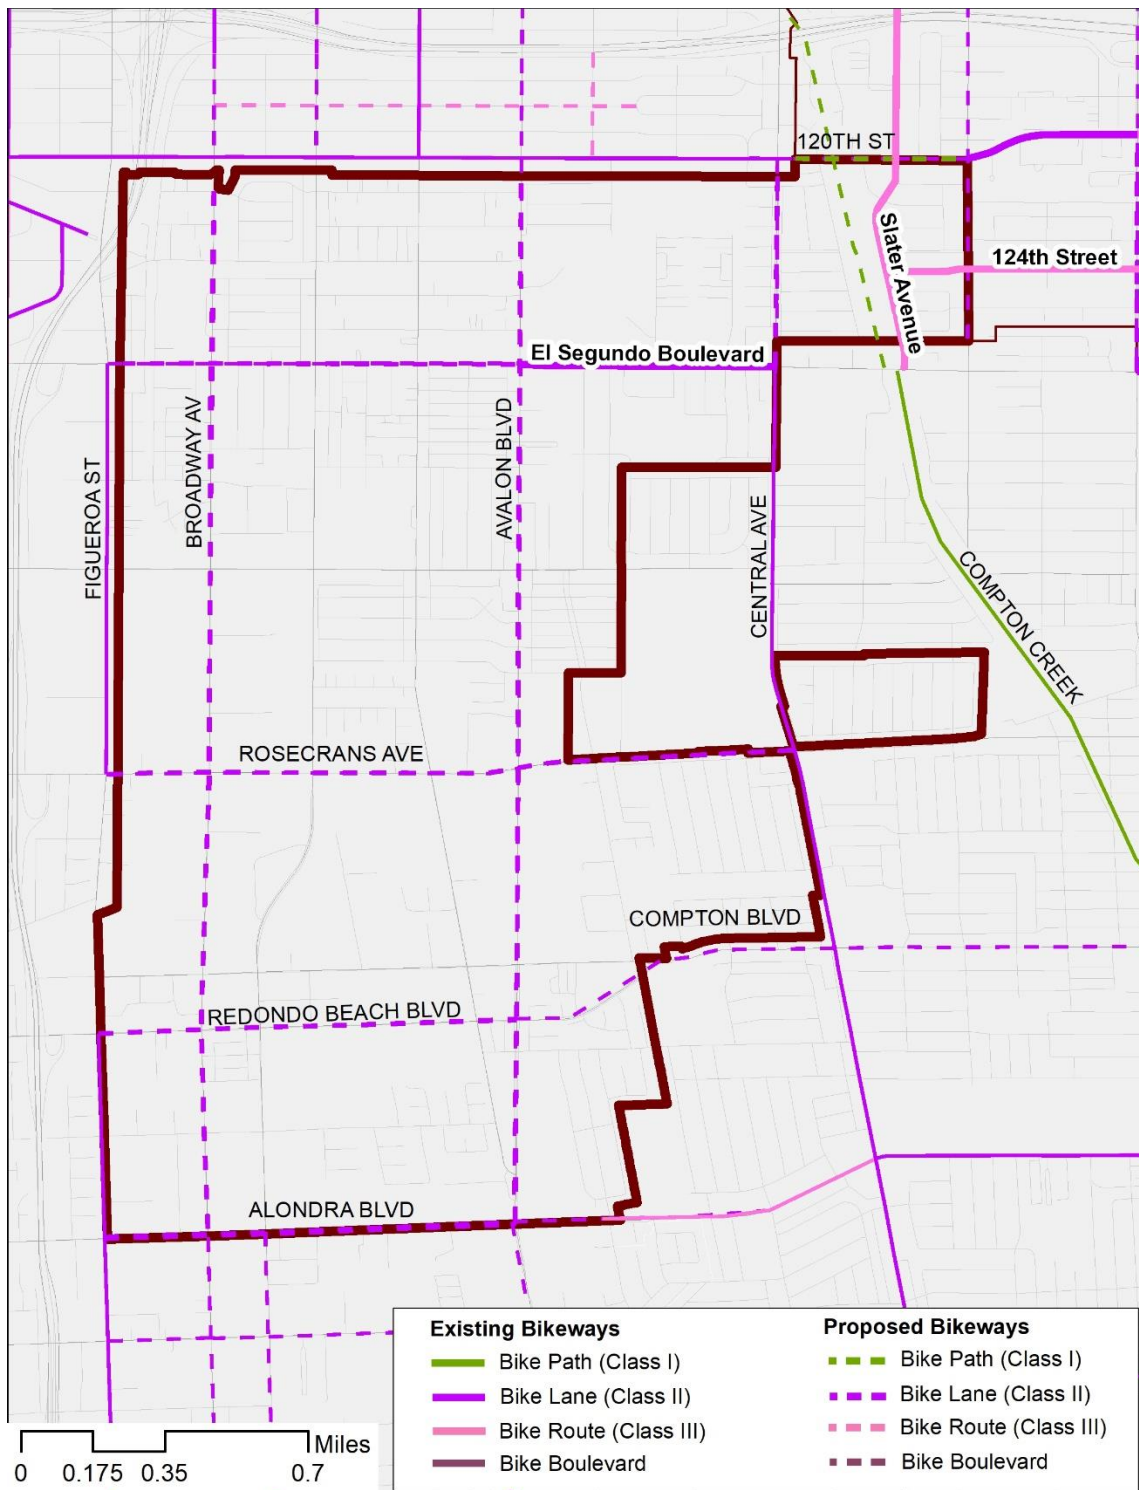 120TH ST
Slater Avenue
124th Street
El Segundo Boulevard
FIGUEROA ST
BROADWAY AV
AVALON BLVD
CENTRAL AVE
COMPTON CREEK
ROSECRANS AVE
COMPTON BLVD
REDONDO BEACH BLVD
ALONDRA BLVD
Existing Bikeways
Bike Path (Class I)
Bike Lane (Class II)
Bike Route (Class III)
Bike Boulevard
Proposed Bikeways
Bike Path (Class I)
Bike Lane (Class II)
Bike Route (Class III)
Bike Boulevard
Miles
0 0.175 0.35 0.7